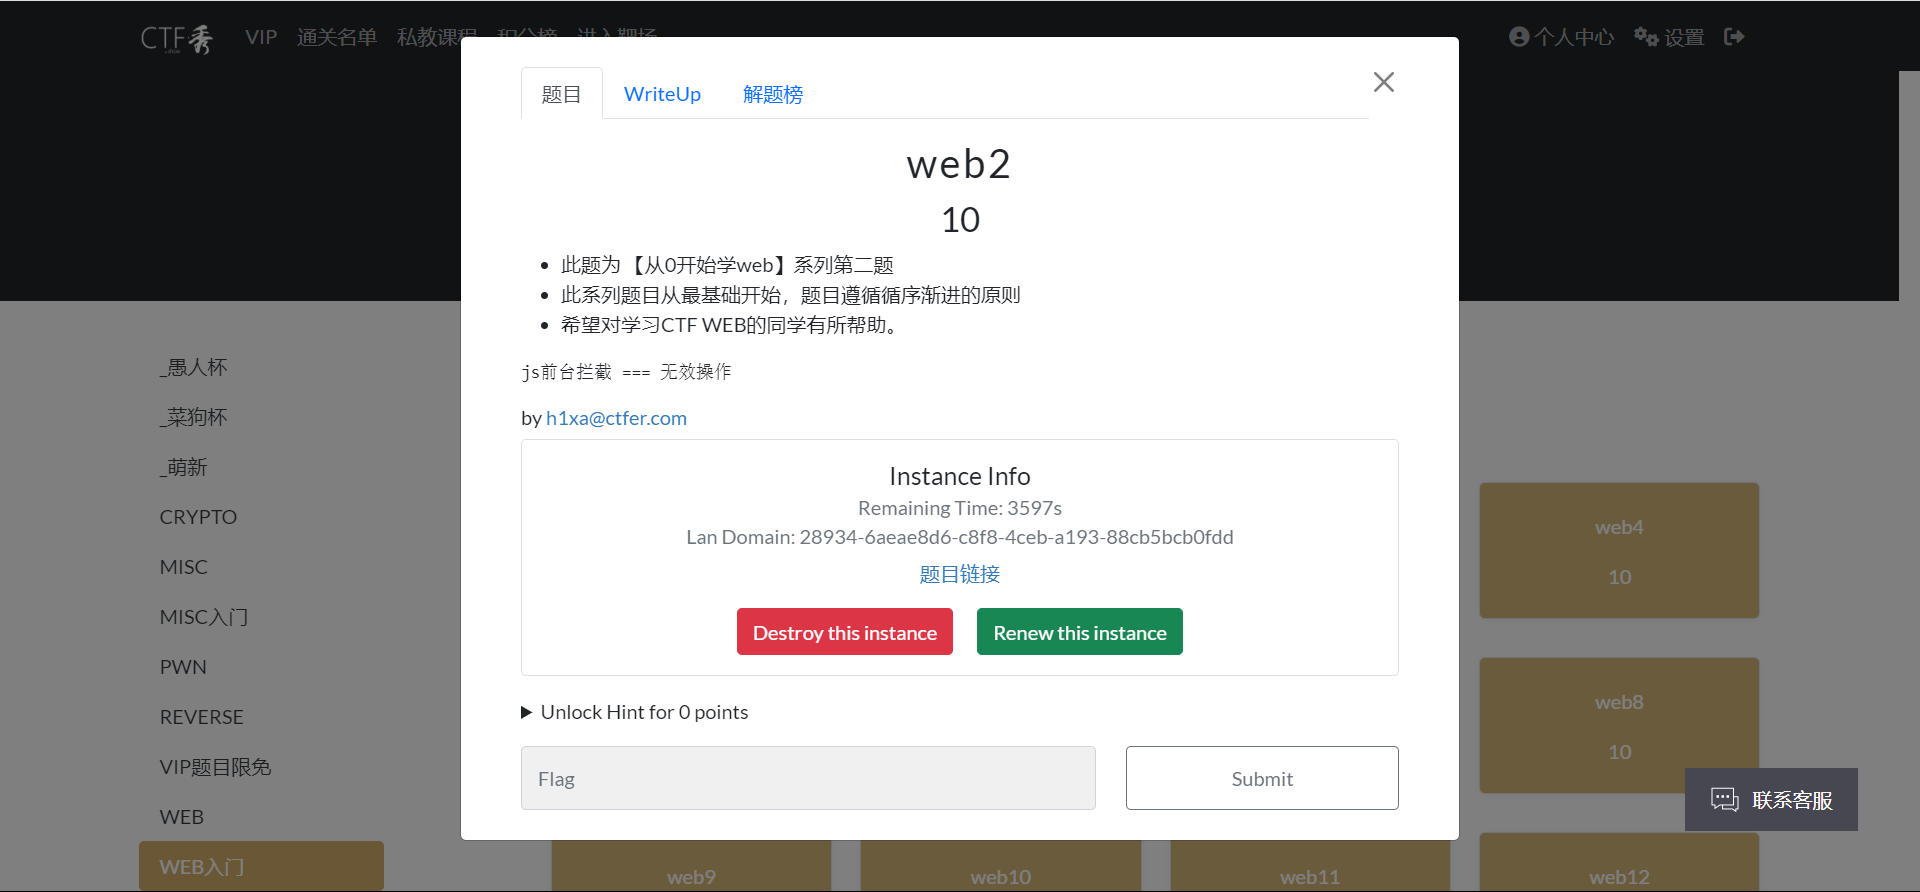 CTF秀 VIP 通关名单 私教课程 积分榜 进入靶场 个人中心 设置
题目 WriteUp 解题榜
web2
10
此题为 【从0开始学web】系列第二题
此系列题目从最基础开始，题目遵循循序渐进的原则
希望对学习CTF WEB的同学有所帮助。
js前台拦截 === 无效操作
by h1xa@ctfer.com
Instance Info
Remaining Time: 3597s
Lan Domain: 28934-6aeae8d6-c8f8-4ceb-a193-88cb5bcb0fdd
题目链接
Destroy this instance Renew this instance
Unlock Hint for 0 points
Flag Submit
_愚人杯
_菜狗杯
_萌新
CRYPTO
MISC
MISC入门
PWN
REVERSE
VIP题目限免
WEB
WEB入门
web4
10
web8
10
联系客服
web9 web10 web11 web12